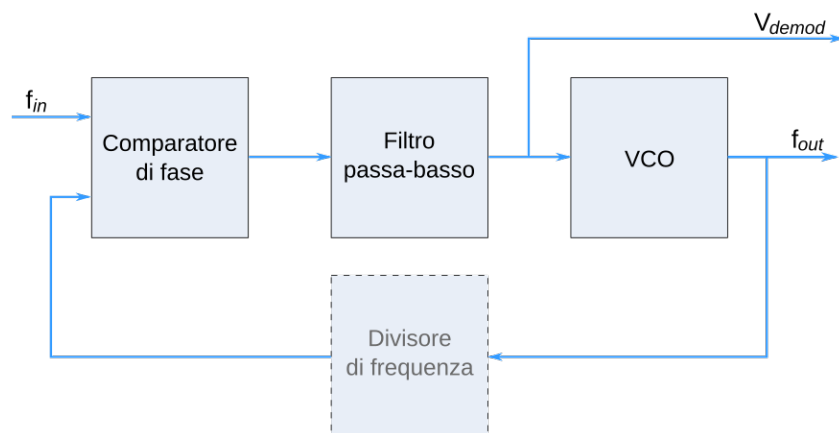 V_demod
f_in
Comparatore
di fase
Filtro
passa-basso
VCO
f_out
Divisore
di frequenza